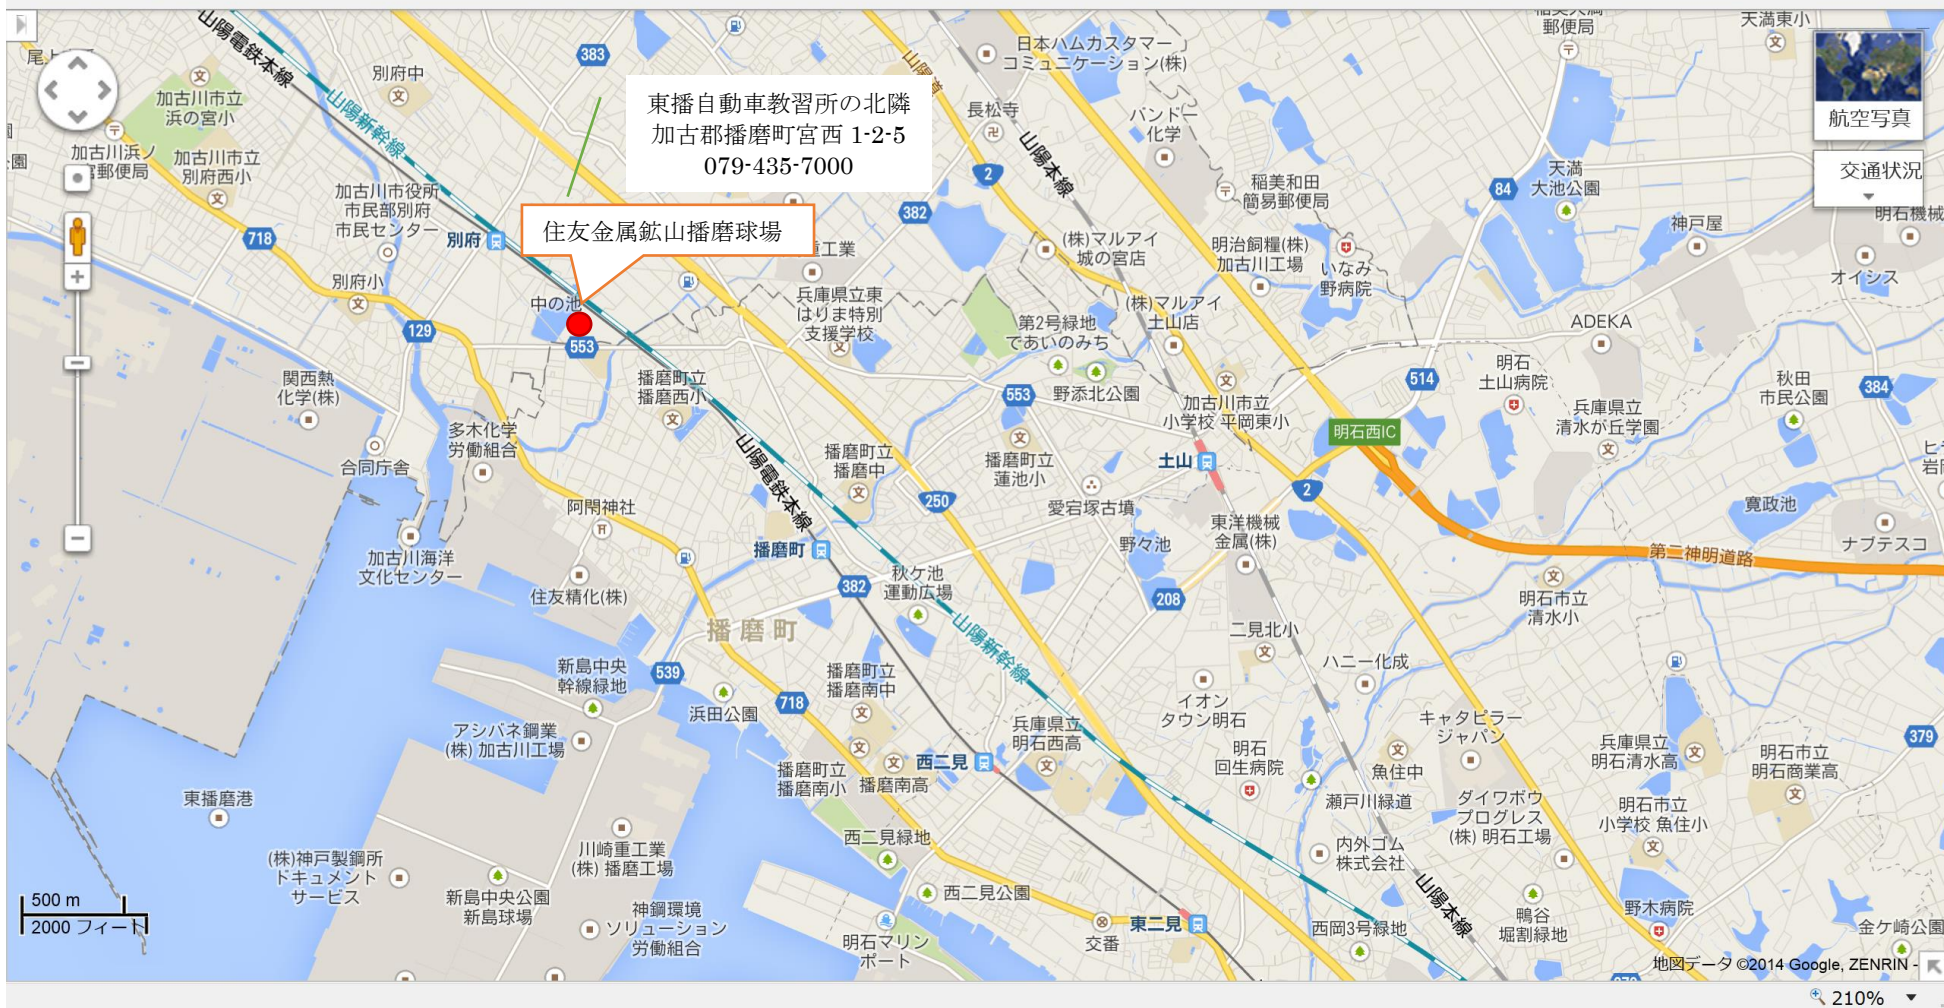 山陽電鉄本線
383
別府中
加古川市立
浜の宮小
山陽新幹線
東播自動車教習所の北隣
加古郡播磨町宮西 1-2-5
079-435-7000
山陽道
日本ハムカスタマー
コミュニケーション(株)
郵便局
天満東小
航空写真
交通状況
長松寺
山陽本線
バンドー
化学
2
84
天満
大池公園
稲美和田
簡易郵便局
神戸屋
明石機械
加古川市立
別府西小
加古川市役所
市民部別府
市民センター
718
別府
382
住友金属鉱山播磨球場
重工業
(株)マルアイ
城の宮店
明治飼糧(株)
加古川工場
いなみ
野病院
オイシス
別府小
129
中の池
553
兵庫県立東
はりま特別
支援学校
第2号緑地
であいのみち
(株)マルアイ
土山店
ADEKA
関西熱
化学(株)
播磨町立
播磨西小
553
野添北公園
加古川市立
小学校 平岡東小
514
明石
土山病院
兵庫県立
清水が丘学園
秋田
市民公園
384
明石西IC
多木化学
労働組合
合同庁舎
山陽電鉄本線
播磨町立
播磨中
播磨町立
蓮池小
土山
250
愛宕塚古墳
2
寛政池
阿閇神社
東洋機械
金属(株)
野々池
ナブテスコ
第二神明道路
加古川海洋
文化センター
播磨町
382
秋ケ池
運動広場
208
住友精化(株)
明石市立
清水小
播磨町
山陽新幹線
二見北小
ハニー化成
新島中央
幹線緑地
539
浜田公園
718
播磨町立
播磨南中
イオン
タウン明石
キャタピラー
ジャパン
アシバネ鋼業
(株) 加古川工場
兵庫県立
明石西高
明石
回生病院
魚住中
兵庫県立
明石清水高
379
明石市立
明石商業高
播磨町立
播磨南小
播磨南高
西二見
東播磨港
瀬戸川緑道
ダイワボウ
プログレス
(株) 明石工場
明石市立
小学校 魚住小
西二見緑地
内外ゴム
株式会社
(株)神戸製鋼所
ドキュメント
サービス
川崎重工業
(株) 播磨工場
新島中央公園
新島球場
西二見公園
山陽本線
鴨谷
堀割緑地
野木病院
金ケ崎公園
500 m
2000 フィート
神鋼環境
ソリューション
労働組合
明石マリン
ポート
交番
東二見
西岡3号緑地
地図データ ©2014 Google, ZENRIN -
210%